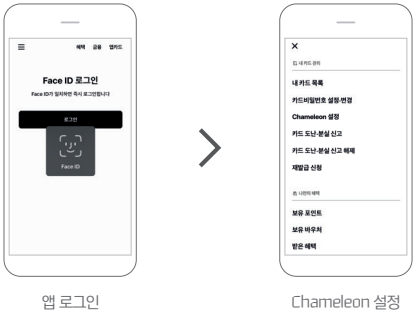 혜택 금융 앱카드
Face ID 로그인
Face ID가 일치하면 즉시 로그인합니다
로그인
Face ID
앱 로그인
내 카드 관리
내 카드 목록
카드비밀번호 설정·변경
Chameleon 설정
카드 도난·분실 신고
카드 도난·분실 신고 해제
재발급 신청
나만의 혜택
보유 포인트
보유 바우처
받은 혜택
Chameleon 설정